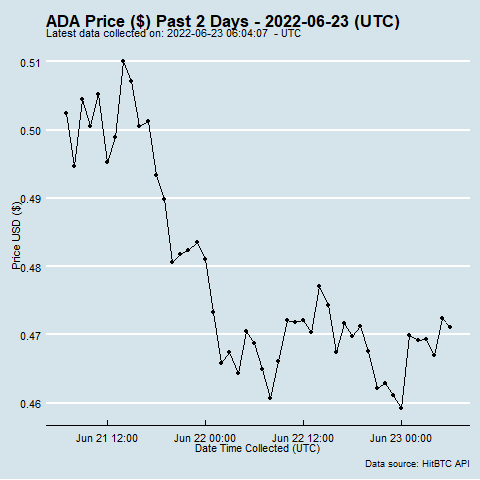 ADA Price ($) Past 2 Days - 2022-06-23 (UTC)
Latest data collected on: 2022-06-23 06:04:07 - UTC
0.51
0.50
0.49
0.48
0.47
0.46
Price USD ($)
Jun 21 12:00 Jun 22 00:00 Jun 22 12:00 Jun 23 00:00
Date Time Collected (UTC)
Data source: HitBTC API